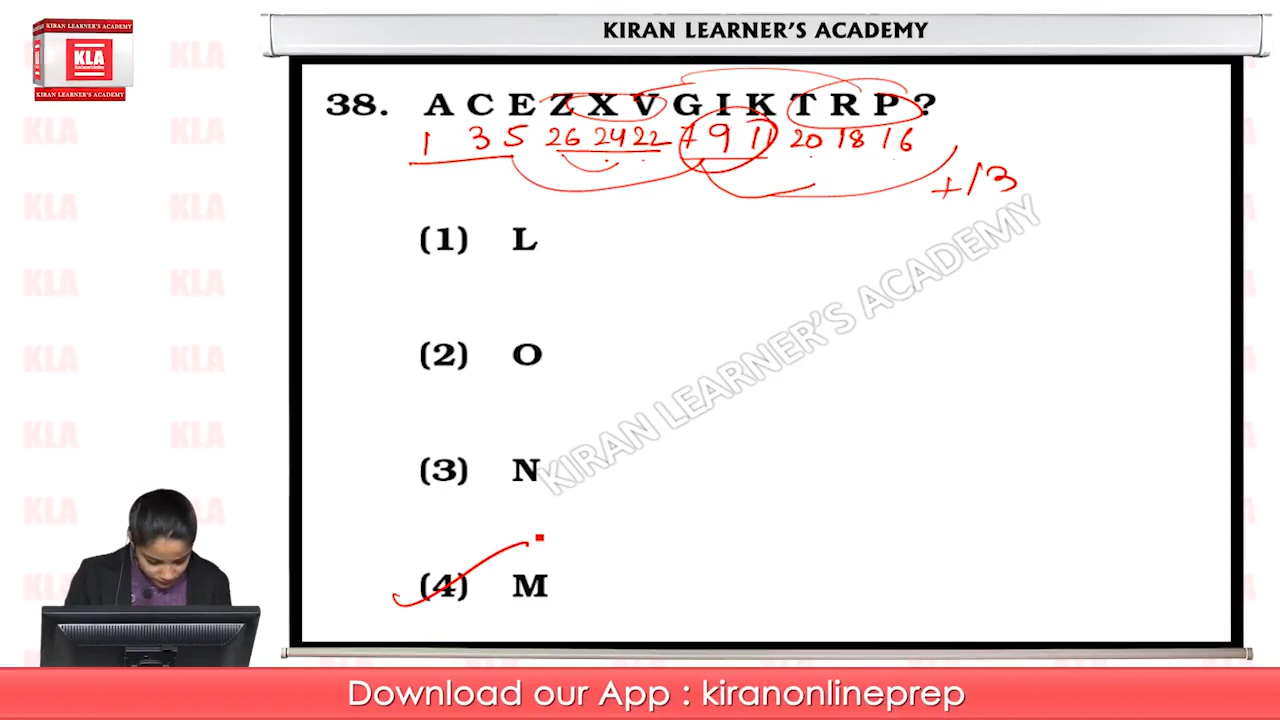 KIRAN LEARNER'S ACADEMY
KIRAN LEARNER'S ACADEMY
KLA
KIRAN LEARNER'S ACADEMY
38. A C E Z X V G I K T R P ?
1 3 5 26 24 22 7 9 11 20 18 16
+13
(1) L
(2) O
(3) N
(4) M
KIRAN LEARNER'S ACADEMY
Download our App : kiranonlineprep